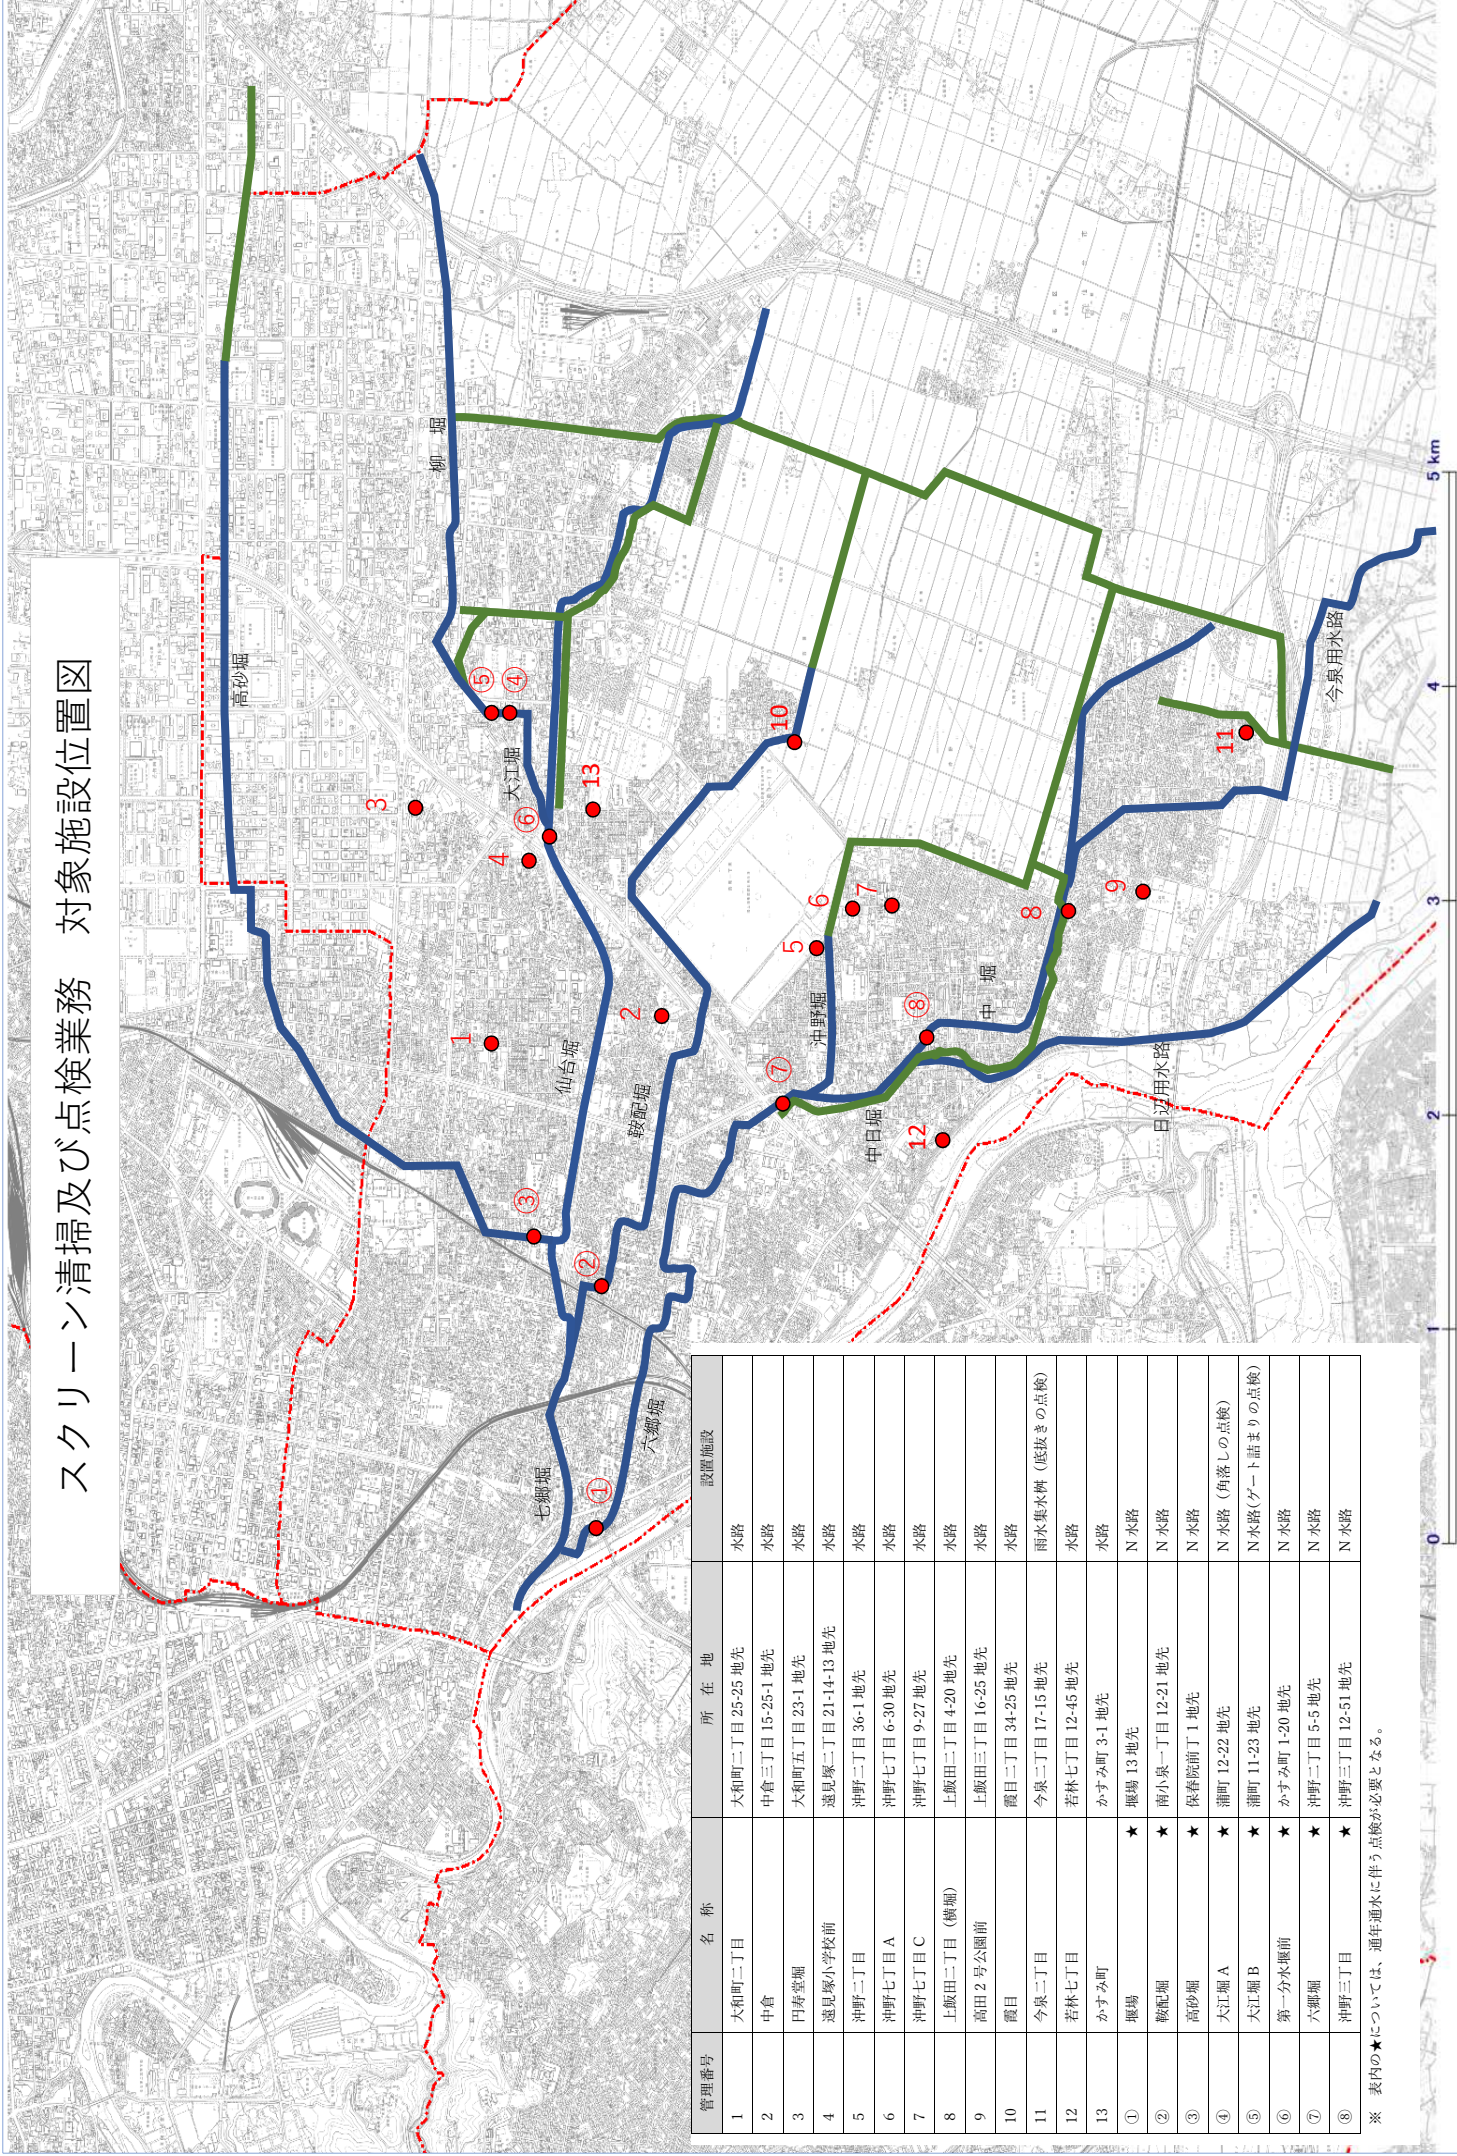 スクリーン清掃及び点検業務　対象施設位置図
高砂堀
柳　堀
大江堀
仙台堀
鞍配堀
七郷堀
六郷堀
沖野堀
中日堀
中　堀
日辺用水路
今泉用水路
1
2
3
4
5
6
7
8
9
10
11
12
13
①
②
③
④
⑤
⑥
⑦
⑧
0 1 2 3 4 5 km
管理番号 名　称 所　在　地 設置施設
1 大和町二丁目 大和町二丁目 25-25 地先 水路
2 中倉 中倉三丁目 15-25-1 地先 水路
3 円寿堂堀 大和町五丁目 23-1 地先 水路
4 遠見塚小学校前 遠見塚二丁目 21-14-13 地先 水路
5 沖野二丁目 沖野二丁目 36-1 地先 水路
6 沖野七丁目 A 沖野七丁目 6-30 地先 水路
7 沖野七丁目 C 沖野七丁目 9-27 地先 水路
8 上飯田二丁目（横堀） 上飯田二丁目 4-20 地先 水路
9 高田 2 号公園前 上飯田三丁目 16-25 地先 水路
10 霞目 霞目二丁目 34-25 地先 水路
11 今泉二丁目 今泉二丁目 17-15 地先 雨水集水桝（底抜きの点検）
12 若林七丁目 若林七丁目 12-45 地先 水路
13 かすみ町 かすみ町 3-1 地先 水路
① 堰場 ★ 堰場 13 地先 N 水路
② 鞍配堀 ★ 南小泉一丁目 12-21 地先 N 水路
③ 高砂堀 ★ 保春院前丁 1 地先 N 水路
④ 大江堀 A ★ 蒲町 12-22 地先 N 水路（角落しの点検）
⑤ 大江堀 B ★ 蒲町 11-23 地先 N 水路(ゲート詰まりの点検)
⑥ 第一分水堰前 ★ かすみ町 1-20 地先 N 水路
⑦ 六郷堀 ★ 沖野二丁目 5-5 地先 N 水路
⑧ 沖野三丁目 ★ 沖野三丁目 12-51 地先 N 水路
※　表内の★については、通年通水に伴う点検が必要となる。